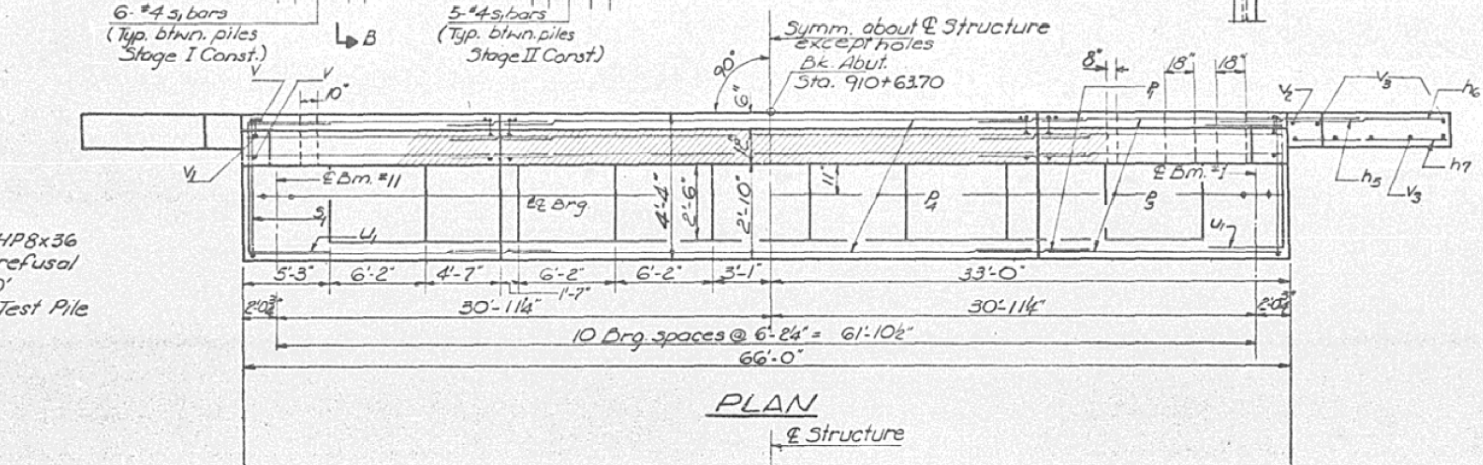 6-#4 s₁ bars
(Typ. btwn. piles
Stage I Const.)
B
5-#4 s₁ bars
(Typ. btwn. piles
Stage II Const)
Symm. about ℄ Structure
except holes
Bk. Abut.
Sta. 910+63.70
90°
6"
8"
18"
18"
V
V
10"
P₁
V₂
V₃
h₆
V₁
℄ Bm. #11
℄ Brg.
12"
11"
℄ Bm. #1
h₅
V₃
h₇
s₁
u₁
4'-4"
2'-6"
2'-10"
P₄
P₃
u₁
HP8x36
refusal
Test Pile
5'-3"
6'-2"
4'-7"
6'-2"
6'-2"
3'-1"
33'-0"
1'-7"
2'-0¾"
30'-11¼"
30'-11¼"
2'-0¾"
10 Brg. spaces @ 6'-2¼" = 61'-10½"
66'-0"
PLAN
℄ Structure